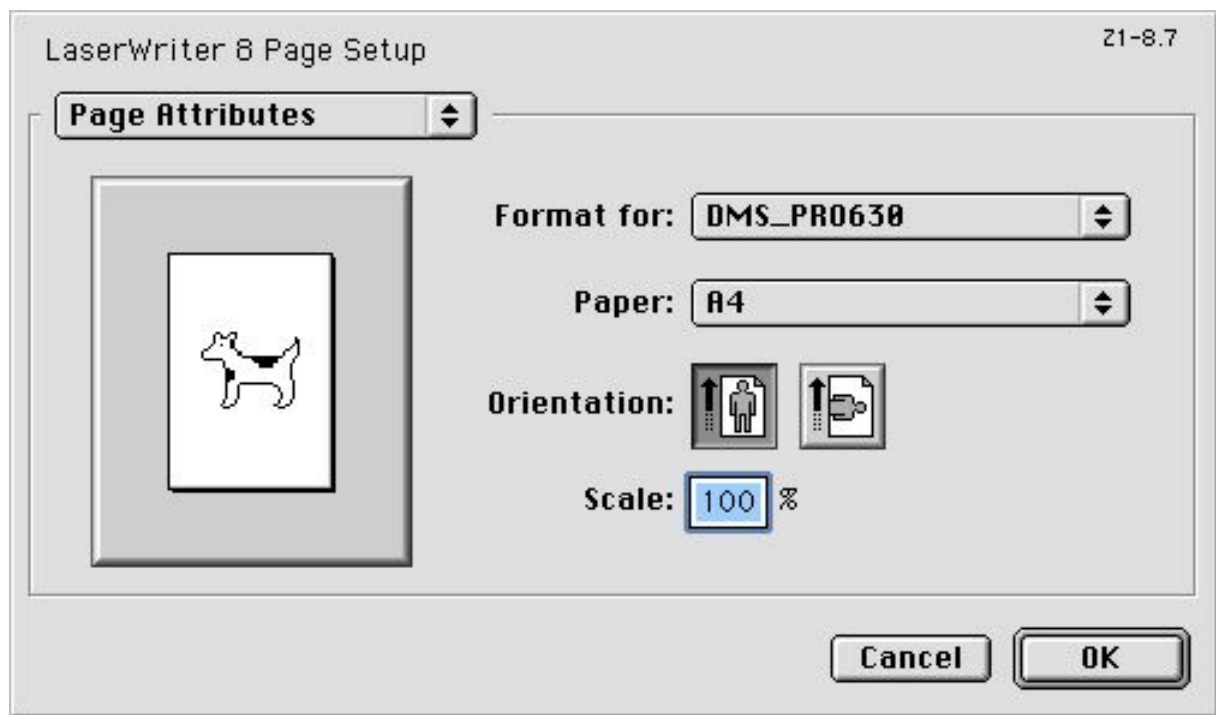 LaserWriter 8 Page Setup
Z1-8.7
Page Attributes
Format for: DMS_PRO630
Paper: A4
Orientation:
Scale: 100 %
Cancel OK